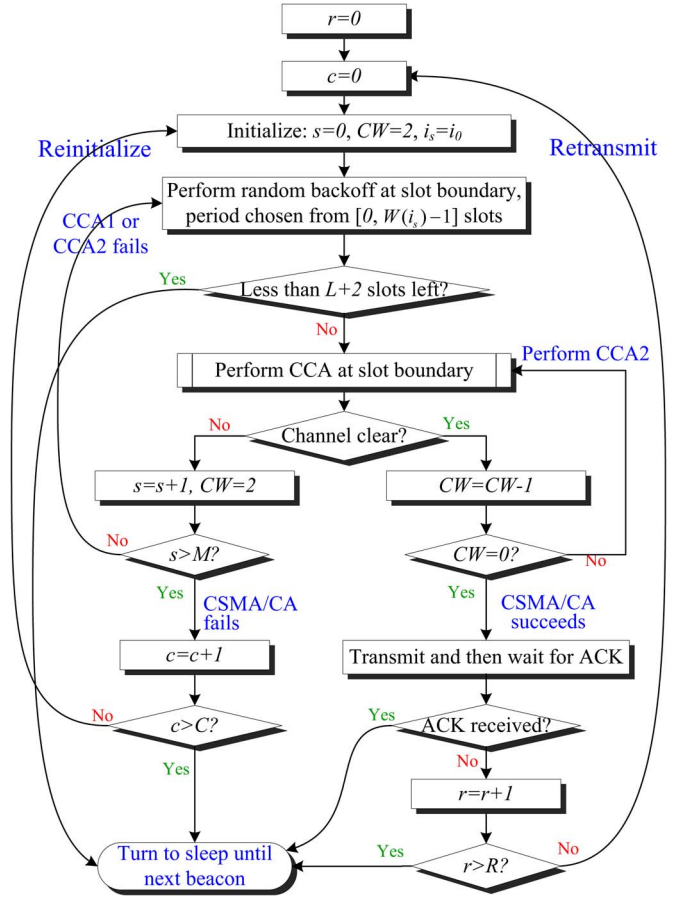 r=0
c=0
Initialize: s=0, CW=2, i_s=i_0
Reinitialize
Retransmit
Perform random backoff at slot boundary,
period chosen from [0, W(i_s)−1] slots
CCA1 or
CCA2 fails
Yes
Less than L+2 slots left?
No
Perform CCA2
Perform CCA at slot boundary
No
Channel clear?
Yes
s=s+1, CW=2
CW=CW-1
No
s>M?
CW=0?
No
Yes
CSMA/CA
fails
Yes
CSMA/CA
succeeds
c=c+1
Transmit and then wait for ACK
No
c>C?
Yes
ACK received?
Yes
No
r=r+1
Turn to sleep until
next beacon
Yes
r>R?
No